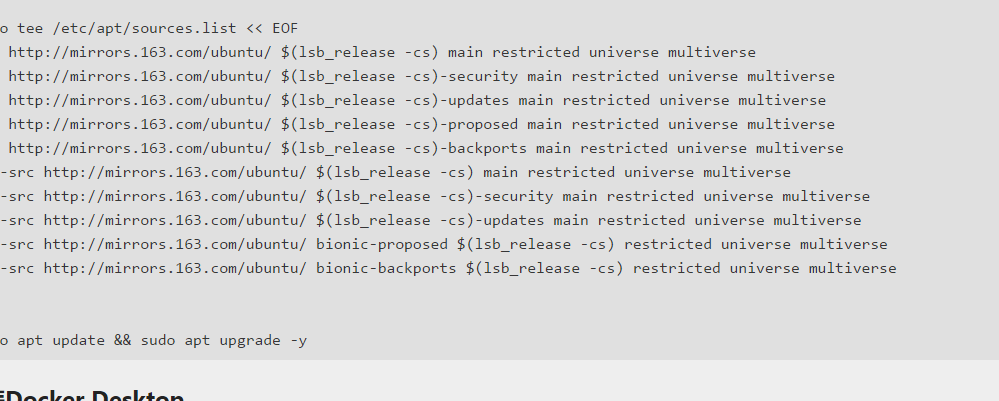 o tee /etc/apt/sources.list << EOF
http://mirrors.163.com/ubuntu/ $(lsb_release -cs) main restricted universe multiverse
http://mirrors.163.com/ubuntu/ $(lsb_release -cs)-security main restricted universe multiverse
http://mirrors.163.com/ubuntu/ $(lsb_release -cs)-updates main restricted universe multiverse
http://mirrors.163.com/ubuntu/ $(lsb_release -cs)-proposed main restricted universe multiverse
http://mirrors.163.com/ubuntu/ $(lsb_release -cs)-backports main restricted universe multiverse
-src http://mirrors.163.com/ubuntu/ $(lsb_release -cs) main restricted universe multiverse
-src http://mirrors.163.com/ubuntu/ $(lsb_release -cs)-security main restricted universe multiverse
-src http://mirrors.163.com/ubuntu/ $(lsb_release -cs)-updates main restricted universe multiverse
-src http://mirrors.163.com/ubuntu/ bionic-proposed $(lsb_release -cs) restricted universe multiverse
-src http://mirrors.163.com/ubuntu/ bionic-backports $(lsb_release -cs) restricted universe multiverse
o apt update && sudo apt upgrade -y
Docker Desktop